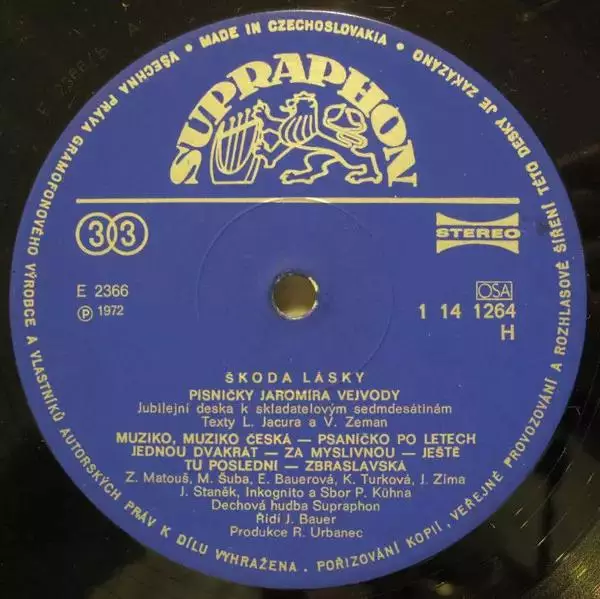 VŠECHNA PRÁVA GRAMOFONOVÉHO VÝROBCE A VLASTNÍKŮ AUTORSKÝCH PRÁV K DÍLU VYHRAŽENA. POŘIZOVÁNÍ KOPIÍ, VEŘEJNÉ PROVOZOVÁNÍ A ROZHLASOVÉ ŠÍŘENÍ TÉTO DESKY JE ZAKÁZÁNO
• MADE IN CZECHOSLOVAKIA •
SUPRAPHON
33
STEREO
E 2366
Ⓟ 1972
OSA
1 14 1264
H
ŠKODA LÁSKY
PÍSNIČKY JAROMÍRA VEJVODY
Jubilejní deska k skladatelovým sedmdesátinám
Texty L. Jacura a V. Zeman
MUZIKO, MUZIKO ČESKÁ — PSANÍČKO PO LETECH
JEDNOU DVAKRÁT — ZA MYSLIVNOU — JEŠTĚ
TU POSLEDNI — ZBRASLAVSKÁ
Z. Matouš, M. Šuba, E. Bauerová, K. Turková, J. Zíma
J. Staněk, Inkognito a Sbor P. Kühna
Dechová hudba Supraphon
Řídí J. Bauer
Produkce R. Urbanec